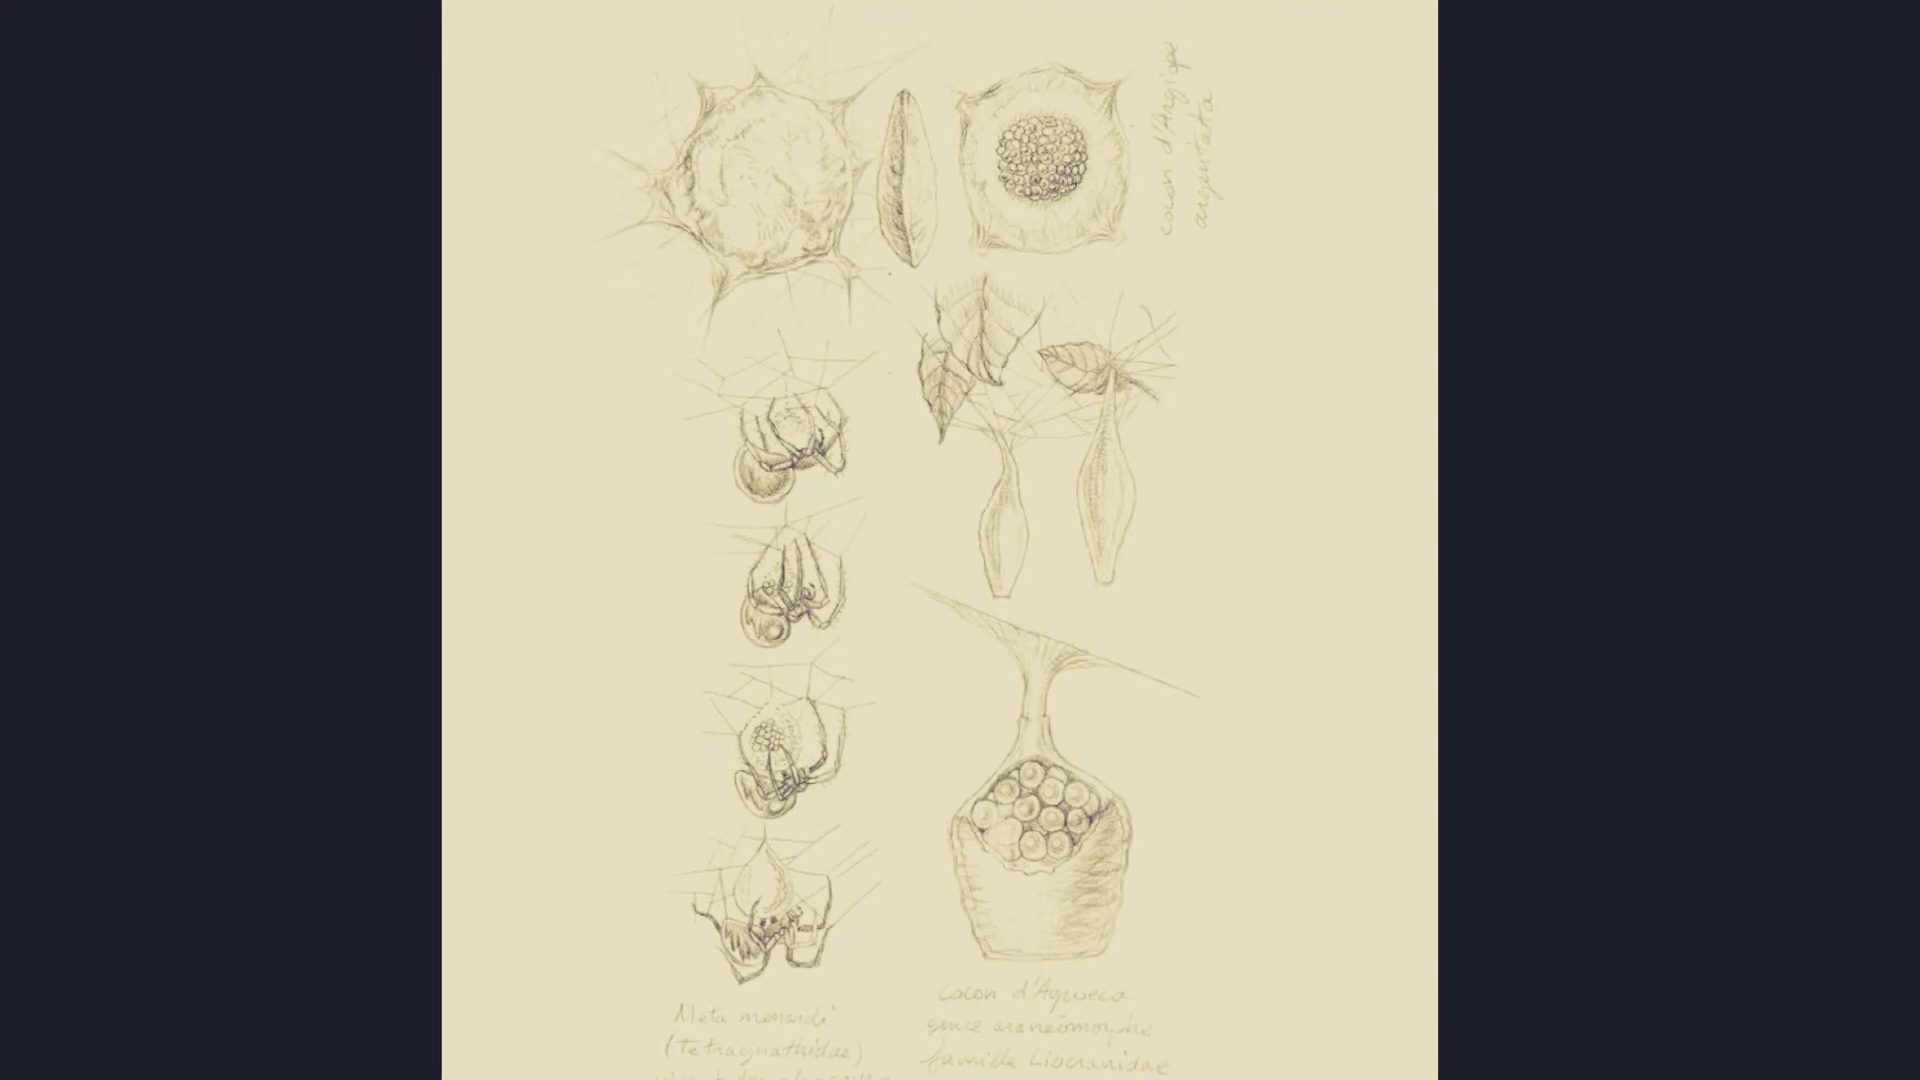 cocon d'Argiope
argentata
Meta menardi
(Tetragnathidae)
cocon d'Agroeca
genre araneomorphe
famille Liocranidae